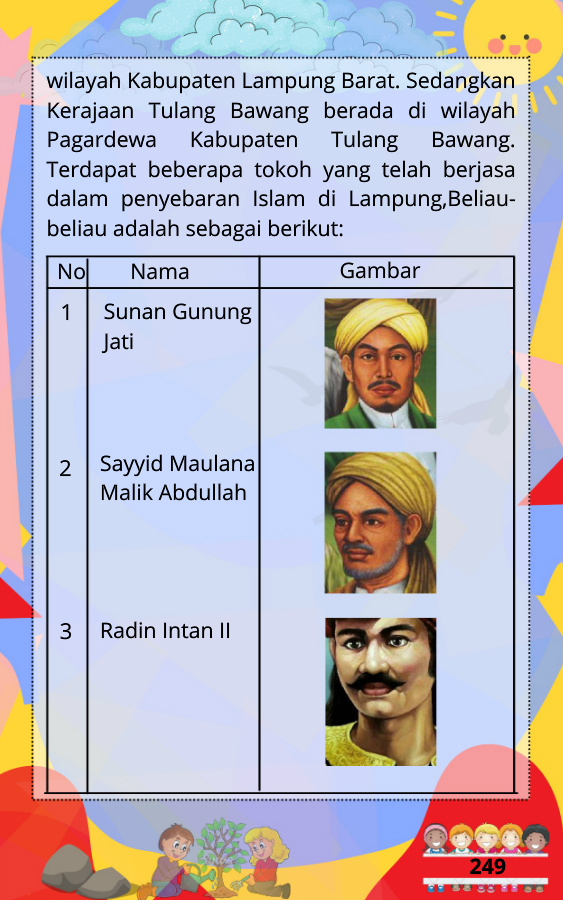 wilayah Kabupaten Lampung Barat. Sedangkan
Kerajaan Tulang Bawang berada di wilayah
Pagardewa Kabupaten Tulang Bawang.
Terdapat beberapa tokoh yang telah berjasa
dalam penyebaran Islam di Lampung,Beliau-
beliau adalah sebagai berikut:
No Nama Gambar
1 Sunan Gunung
Jati
2 Sayyid Maulana
Malik Abdullah
3 Radin Intan II
249